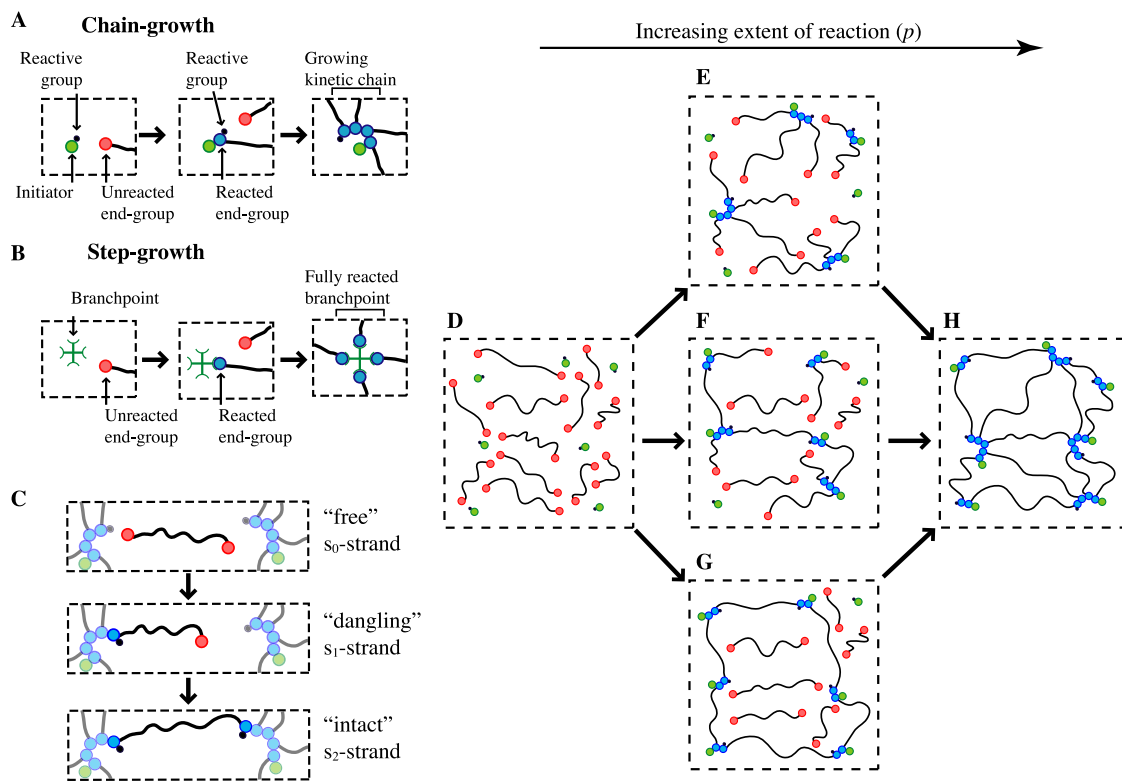 A
Chain-growth
Reactive
group
Reactive
group
Growing
kinetic chain
Initiator
Unreacted
end-group
Reacted
end-group
B
Step-growth
Branchpoint
Fully reacted
branchpoint
Unreacted
end-group
Reacted
end-group
C
“free”
s₀-strand
“dangling”
s₁-strand
“intact”
s₂-strand
Increasing extent of reaction (p)
E
D
F
H
G